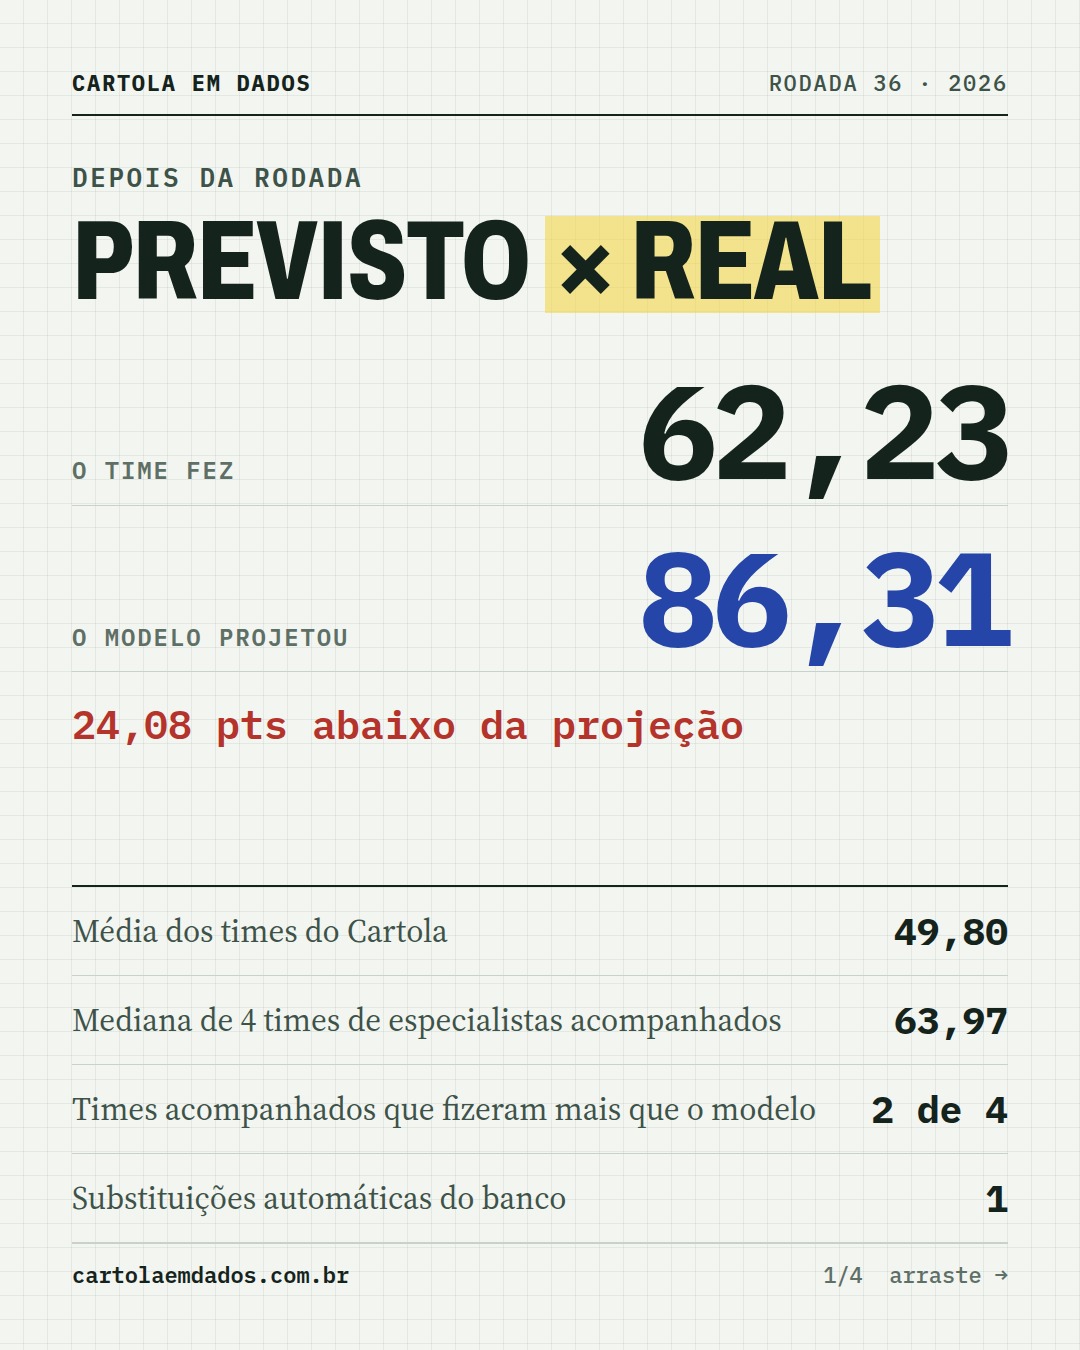 CARTOLA EM DADOS
RODADA 36 · 2026
DEPOIS DA RODADA
PREVISTO × REAL
O TIME FEZ 62,23
O MODELO PROJETOU 86,31
24,08 pts abaixo da projeção
Média dos times do Cartola 49,80
Mediana de 4 times de especialistas acompanhados 63,97
Times acompanhados que fizeram mais que o modelo 2 de 4
Substituições automáticas do banco 1
cartolaemdados.com.br
1/4 arraste →